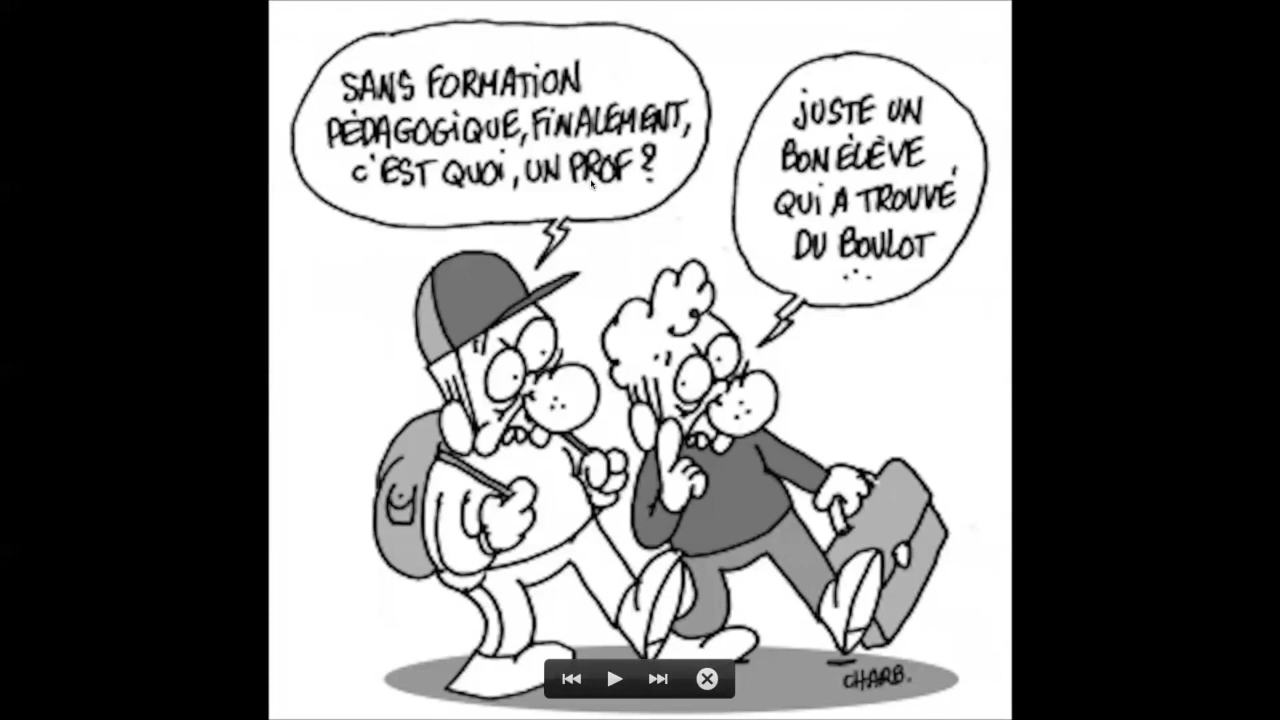 SANS FORMATION
PÉDAGOGIQUE, FINALEMENT,
C'EST QUOI, UN PROF ?
JUSTE UN
BON ÉLÈVE
QUI A TROUVÉ
DU BOULOT
...
CHARB.